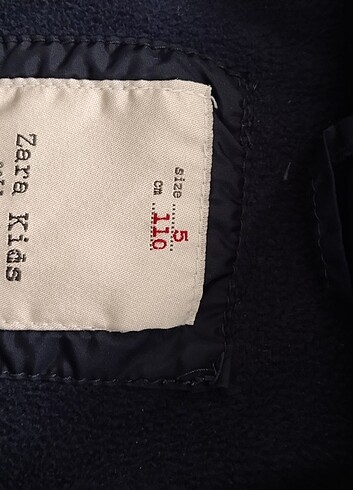 size 5
cm 110
Zara Kids